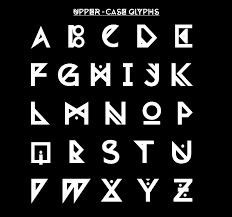 UPPER-CASE GLYPHS
A B C D E
F G H I J K
L M N O P
Q R S T U
V W X Y Z